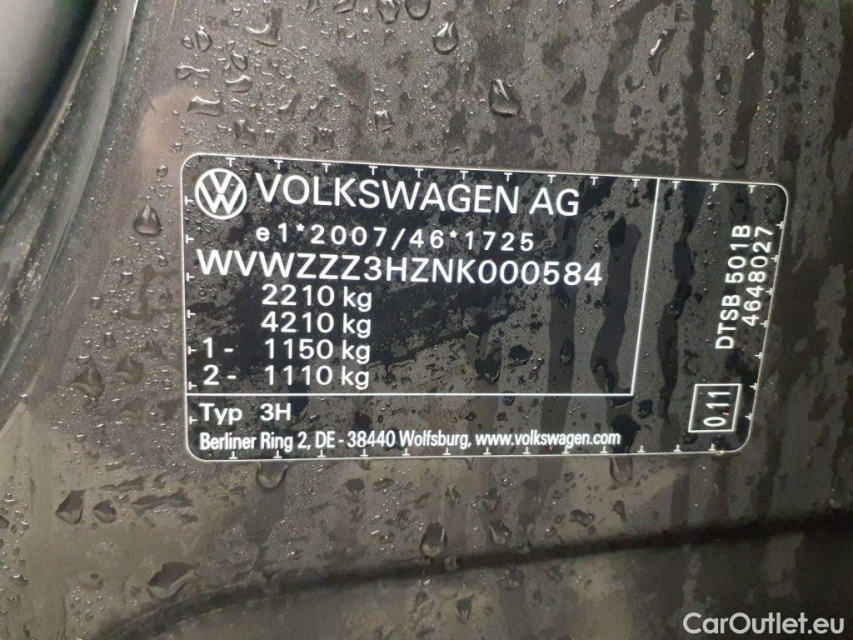 VOLKSWAGEN AG
e1*2007/46*1725
WVWZZZ3HZNK000584
2210 kg
4210 kg
1 - 1150 kg
2 - 1110 kg
Typ 3H
Berliner Ring 2, DE - 38440 Wolfsburg, www.volkswagen.com
DTSB 501B
4648027
0.11
CarOutlet.eu